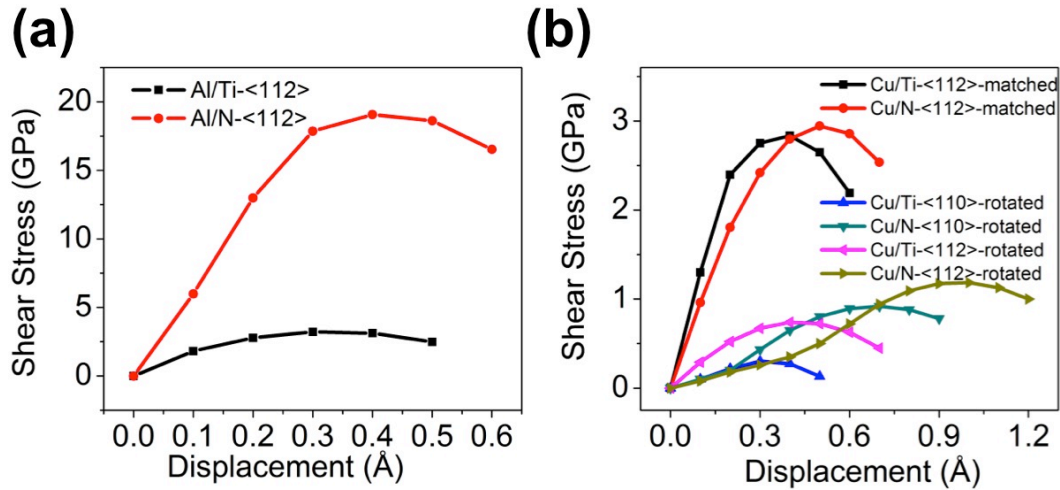 (a)
Shear Stress (GPa)
20
15
10
5
0
Al/Ti-<112>
Al/N-<112>
0.0 0.1 0.2 0.3 0.4 0.5 0.6
Displacement (Å)
(b)
Shear Stress (GPa)
3
2
1
0
Cu/Ti-<112>-matched
Cu/N-<112>-matched
Cu/Ti-<110>-rotated
Cu/N-<110>-rotated
Cu/Ti-<112>-rotated
Cu/N-<112>-rotated
0.0 0.3 0.6 0.9 1.2
Displacement (Å)